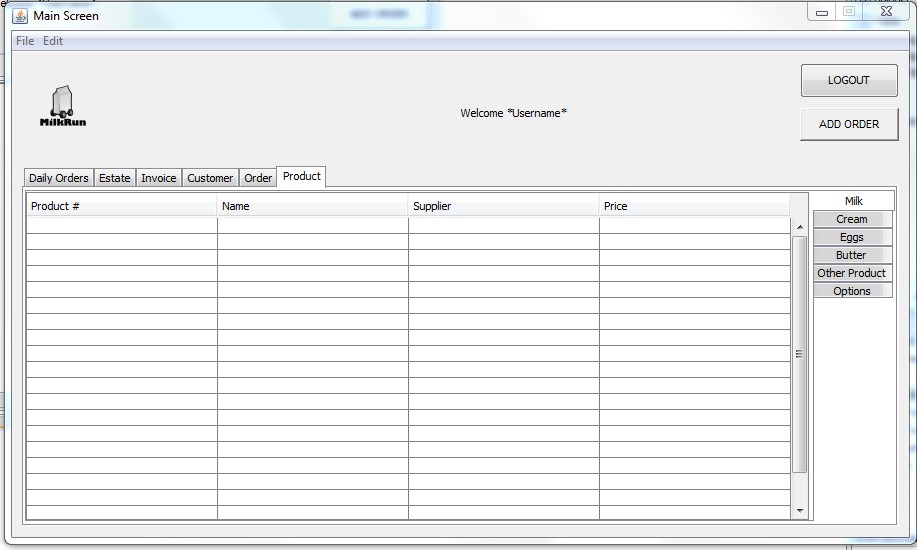 Main Screen
File Edit
LOGOUT
MilkRun
Welcome *Username*
ADD ORDER
Daily Orders Estate Invoice Customer Order Product
Product # Name Supplier Price
Milk
Cream
Eggs
Butter
Other Product
Options